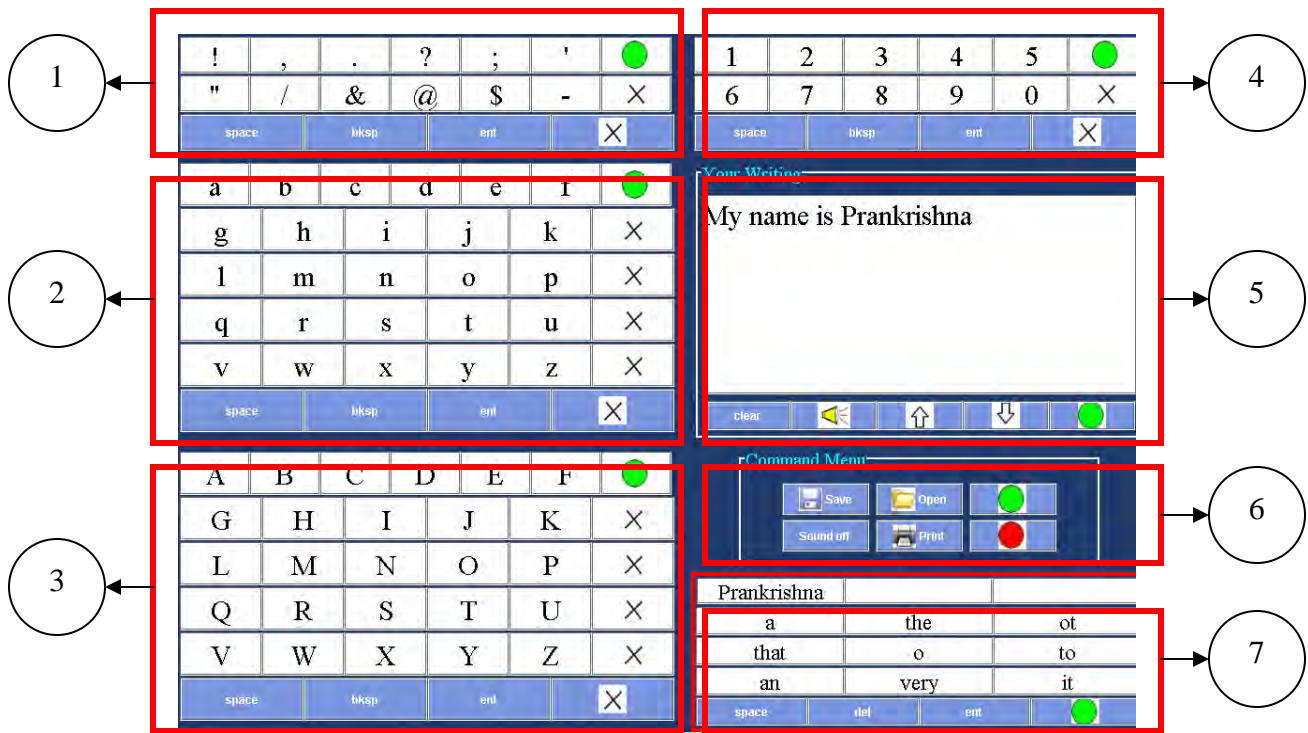 1
! , . ? ; '
" / & @ $ -
space bksp ent
2
a b c d e f
g h i j k
l m n o p
q r s t u
v w x y z
space bksp ent
3
A B C D E F
G H I J K
L M N O P
Q R S T U
V W X Y Z
space bksp ent
4
1 2 3 4 5
6 7 8 9 0
space bksp ent
5
Your Writing
My name is Prankrishna
clear
6
Command Menu
Save Open
Sound off Print
7
Prankrishna
a the ot
that o to
an very it
space del ent